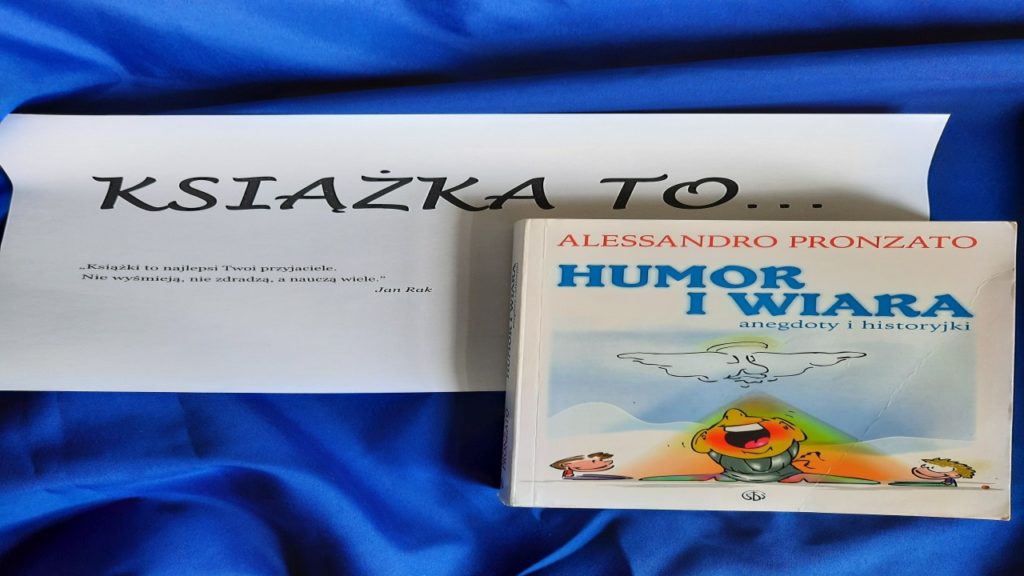 KSIĄŻKA TO...
„Książki to najlepsi Twoi przyjaciele.
Nie wyśmieją, nie zdradzą, a nauczą wiele.”
Jan Rak
ALESSANDRO PRONZATO
HUMOR
I WIARA
anegdoty i historyjki